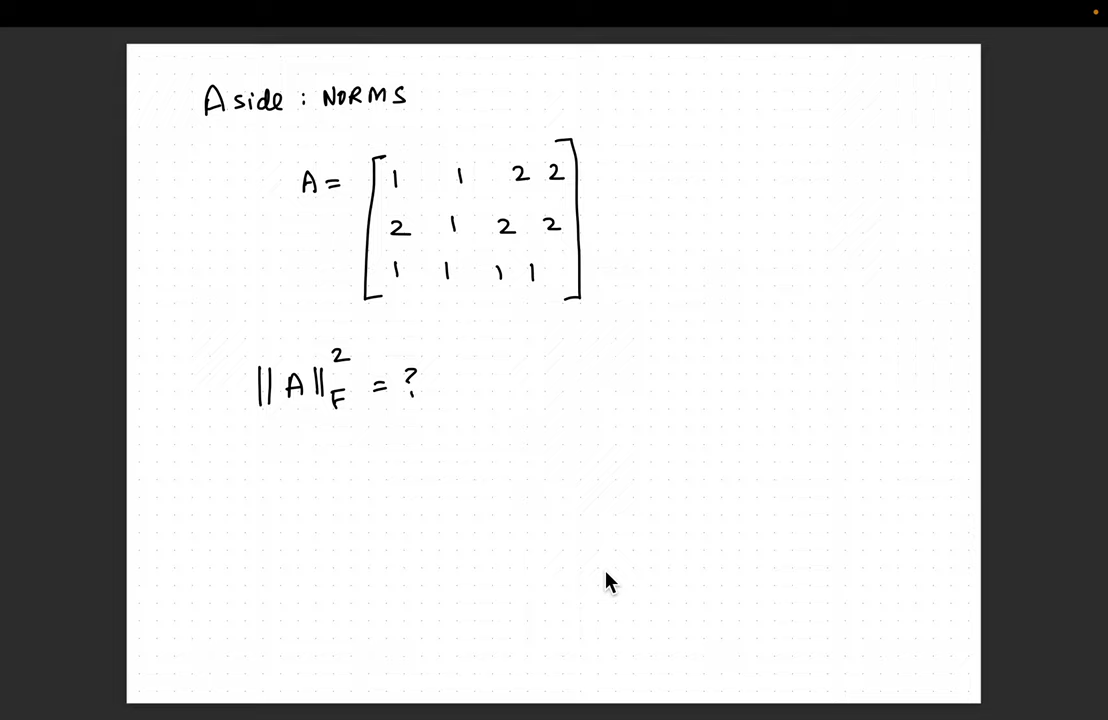 Aside : NORMS
A = [1 1 2 2
2 1 2 2
1 1 1 1]
||A||_F^2 = ?